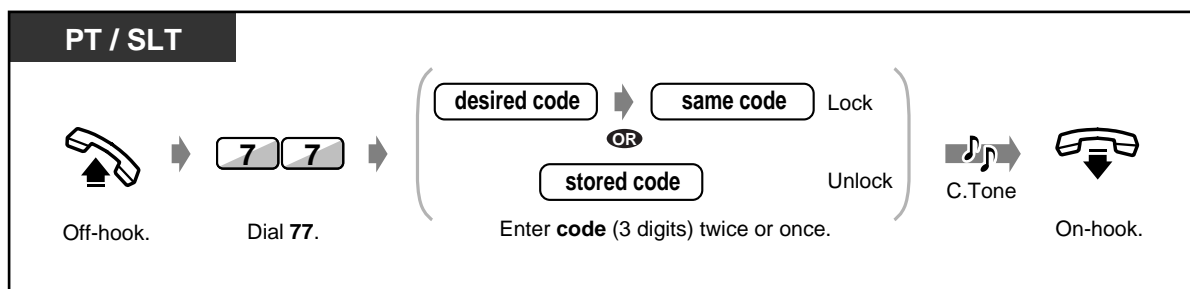 PT / SLT
desired code same code Lock
OR
7 7
stored code Unlock
C.Tone
Off-hook. Dial 77. Enter code (3 digits) twice or once. On-hook.